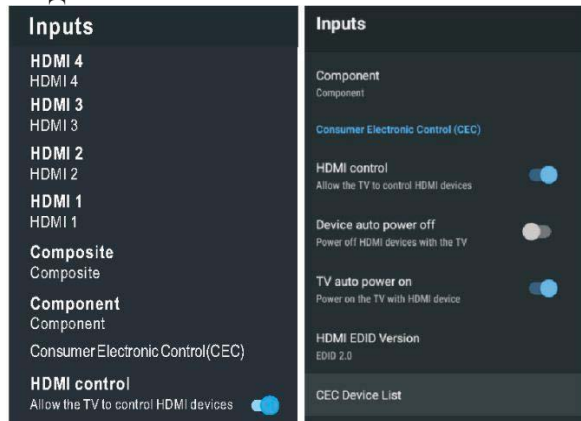 Inputs
HDMI 4
HDMI 4
HDMI 3
HDMI 3
HDMI 2
HDMI 2
HDMI 1
HDMI 1
Composite
Composite
Component
Component
Consumer Electronic Control(CEC)
HDMI control
Allow the TV to control HDMI devices
Inputs
Component
Component
Consumer Electronic Control (CEC)
HDMI control
Allow the TV to control HDMI devices
Device auto power off
Power off HDMI devices with the TV
TV auto power on
Power on the TV with HDMI device
HDMI EDID Version
EDID 2.0
CEC Device List